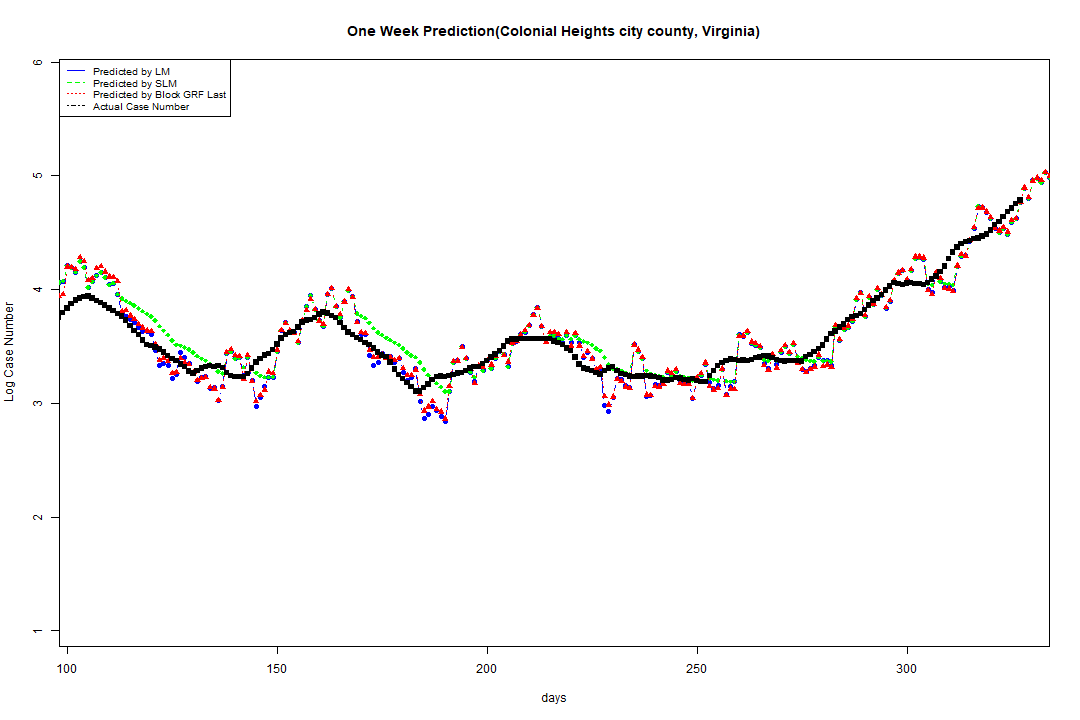 One Week Prediction(Colonial Heights city county, Virginia)
Predicted by LM
Predicted by SLM
Predicted by Block GRF Last
Actual Case Number
Log Case Number
6
5
4
3
2
1
100 150 200 250 300
days